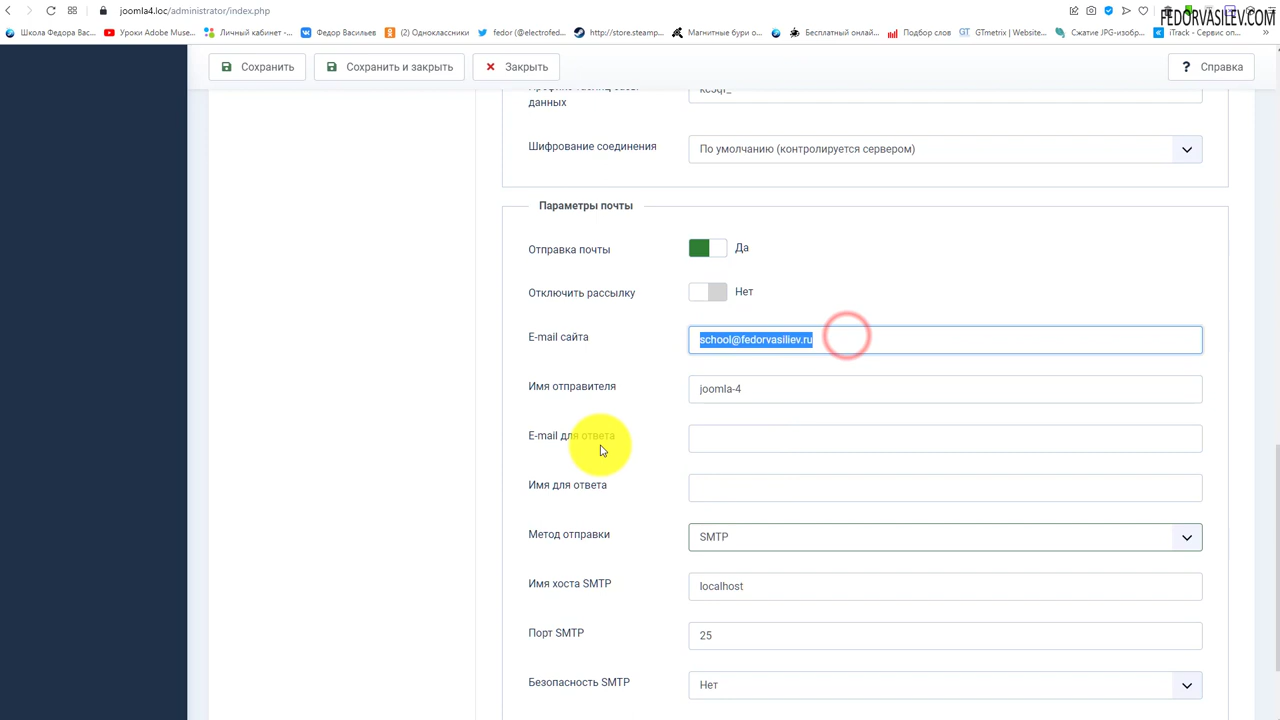 joomla4.loc/administrator/index.php
FEDORVASILEV.COM
Школа Федора Вас... Уроки Adobe Muse... Личный кабинет -... Федор Васильев (2) Одноклассники fedor (@electrofed... http://store.steamp... Магнитные бури о... Бесплатный онлай... Подбор слов GTmetrix | Website... Сжатие JPG-изобр... iTrack - Сервис оп... »
Сохранить Сохранить и закрыть Закрыть Справка
данных
Шифрование соединения По умолчанию (контролируется сервером)
Параметры почты
Отправка почты Да
Отключить рассылку Нет
E-mail сайта school@fedorvasiliev.ru
Имя отправителя joomla-4
E-mail для ответа
Имя для ответа
Метод отправки SMTP
Имя хоста SMTP localhost
Порт SMTP 25
Безопасность SMTP Нет